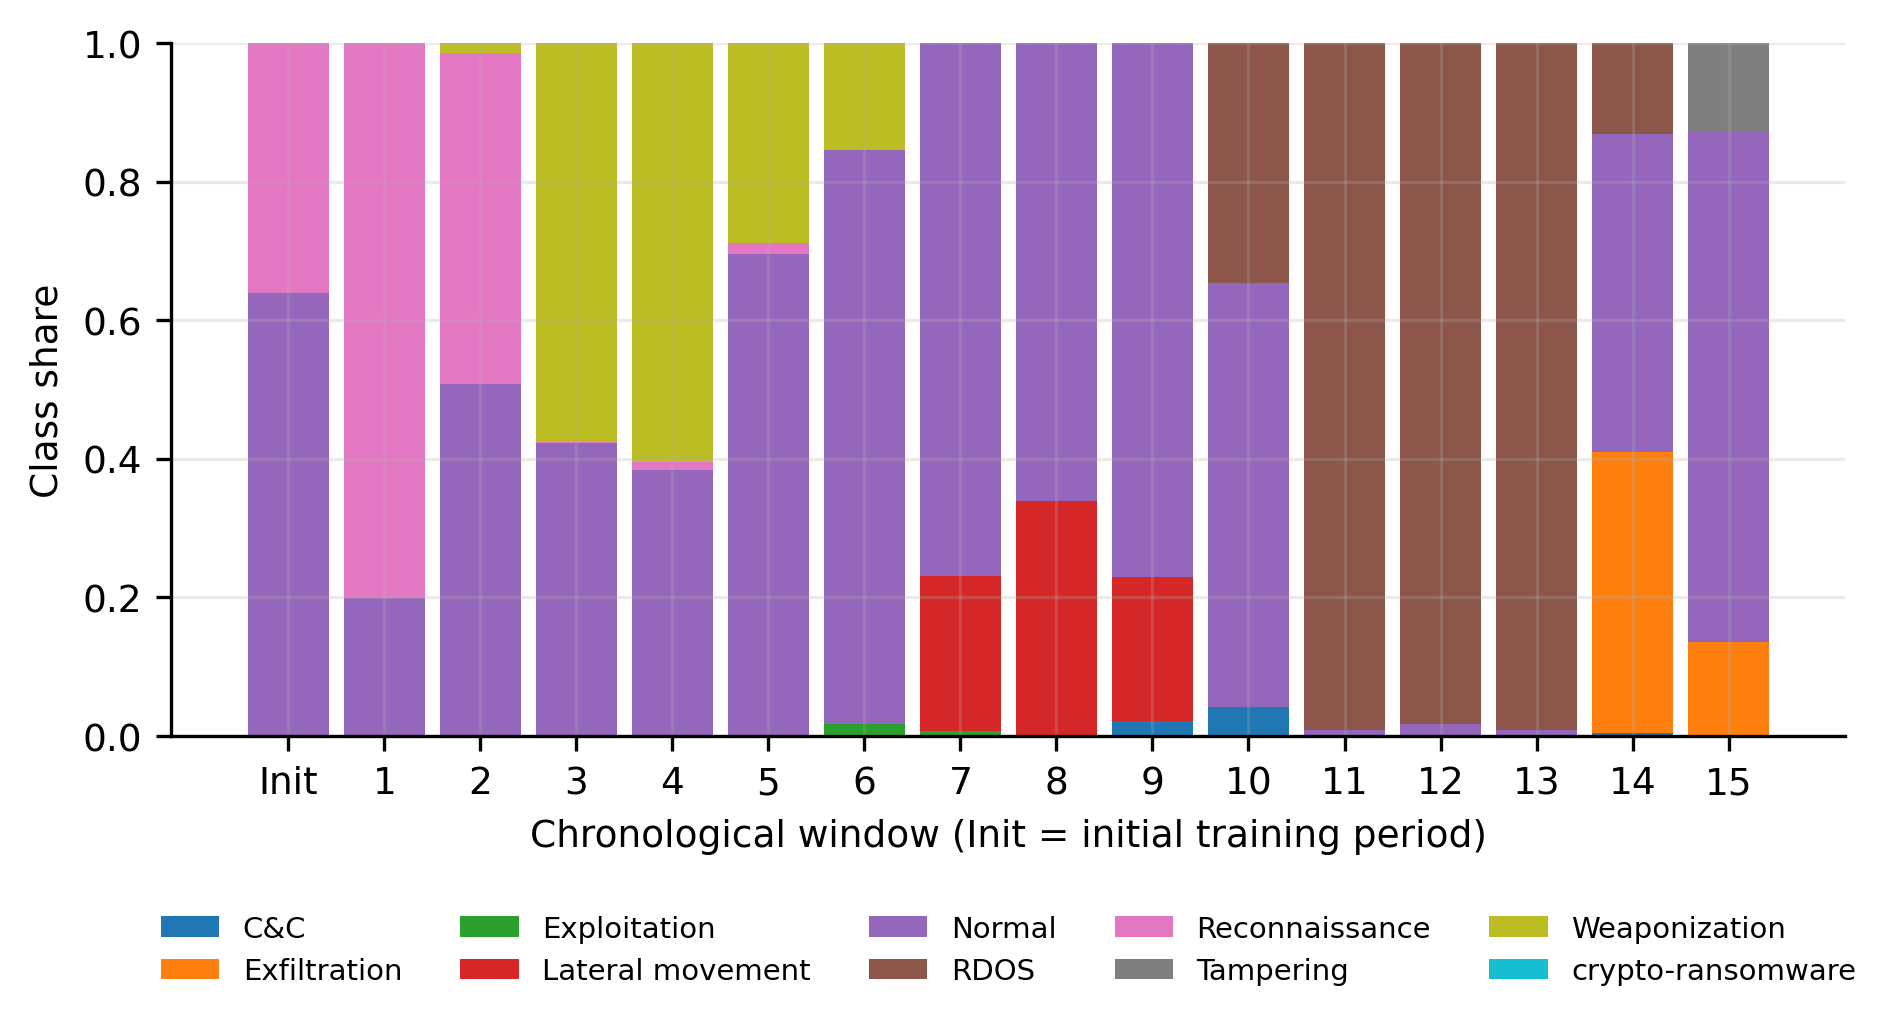 1.0
0.8
0.6
0.4
0.2
0.0
Class share
Init 1 2 3 4 5 6 7 8 9 10 11 12 13 14 15
Chronological window (Init = initial training period)
C&C Exploitation Normal Reconnaissance Weaponization
Exfiltration Lateral movement RDOS Tampering crypto-ransomware